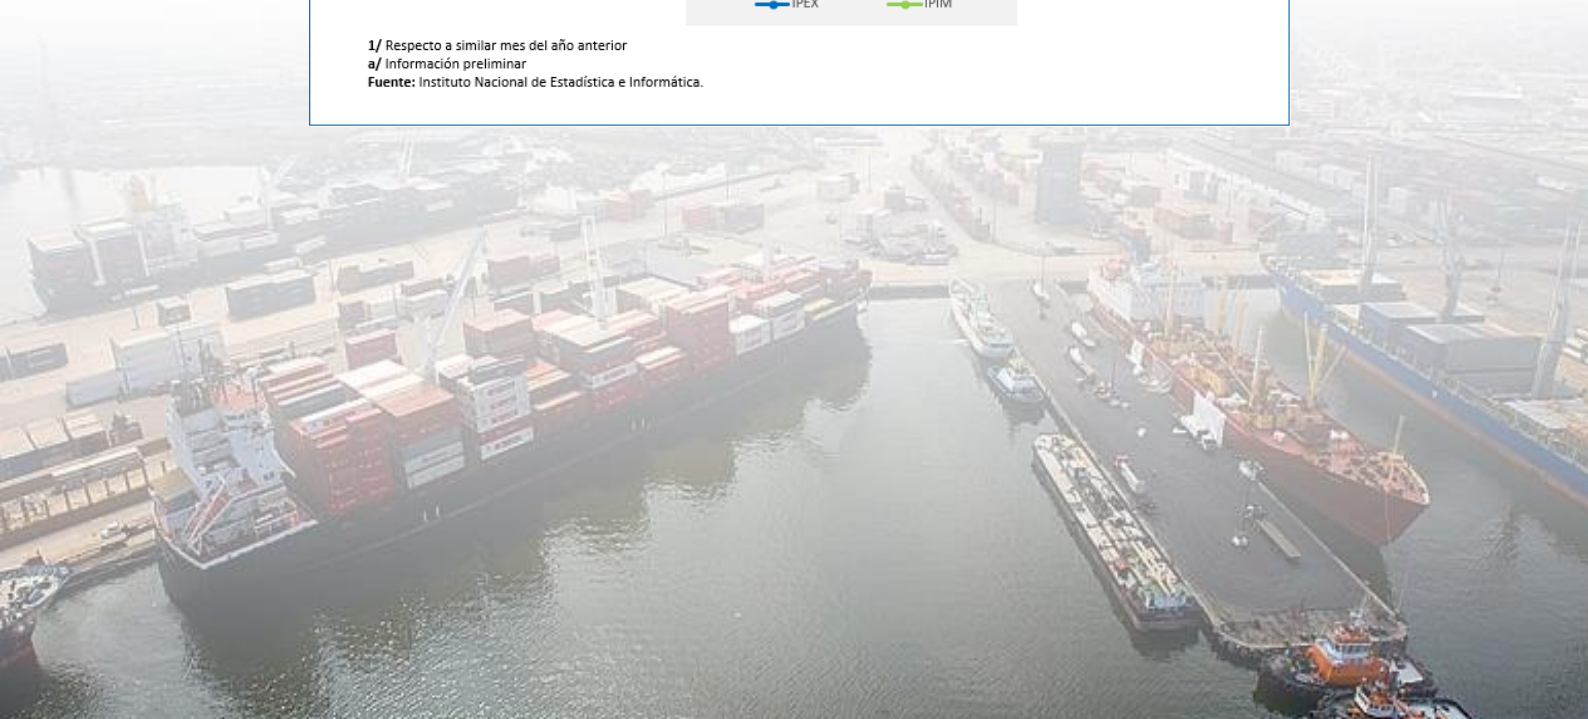 IPEX IPIM
1/ Respecto a similar mes del año anterior
a/ Información preliminar
Fuente: Instituto Nacional de Estadística e Informática.